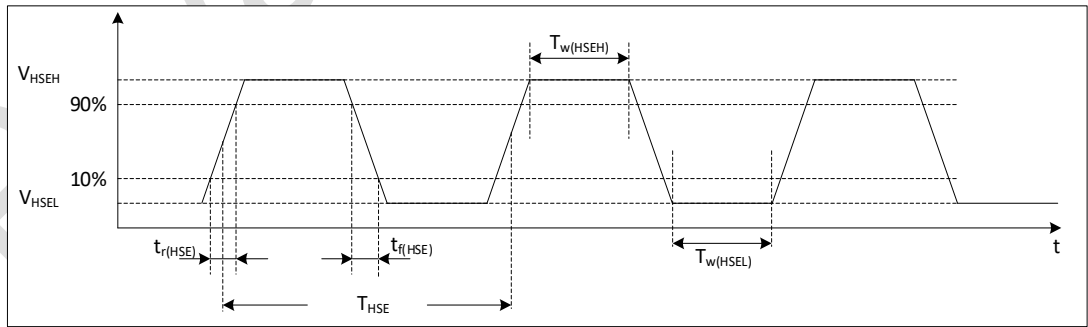 T_w(HSEH)
V_HSEH
90%
10%
V_HSEL
t_r(HSE)
t_f(HSE)
T_w(HSEL)
t
T_HSE